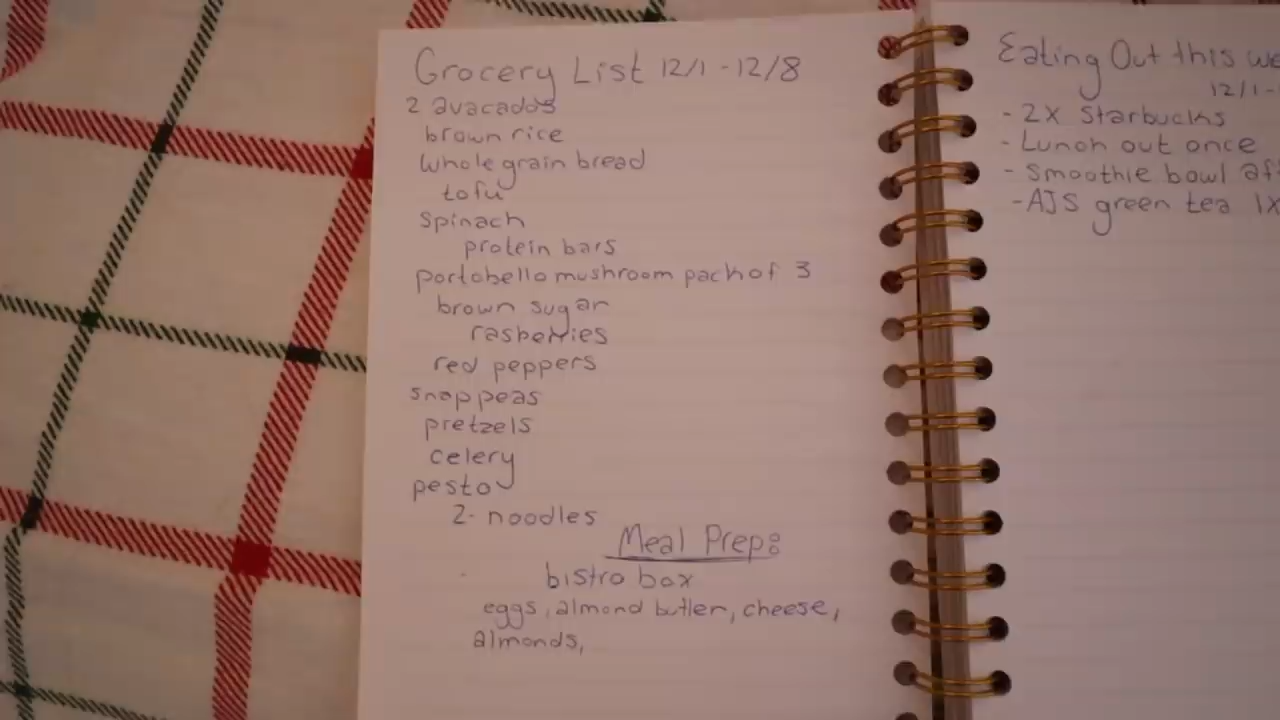 Grocery List 12/1 - 12/8
2 avacados
brown rice
whole grain bread
tofu
spinach
protein bars
portobello mushroom pack of 3
brown sugar
rasberries
red peppers
snap peas
pretzels
celery
pesto
2- noodles
Meal Prep:
bistro box
eggs, almond butter, cheese,
almonds,
Eating Out this we
12/1-
- 2x Starbucks
- Lunch out once
- Smoothie bowl af
- AJS green tea 1x